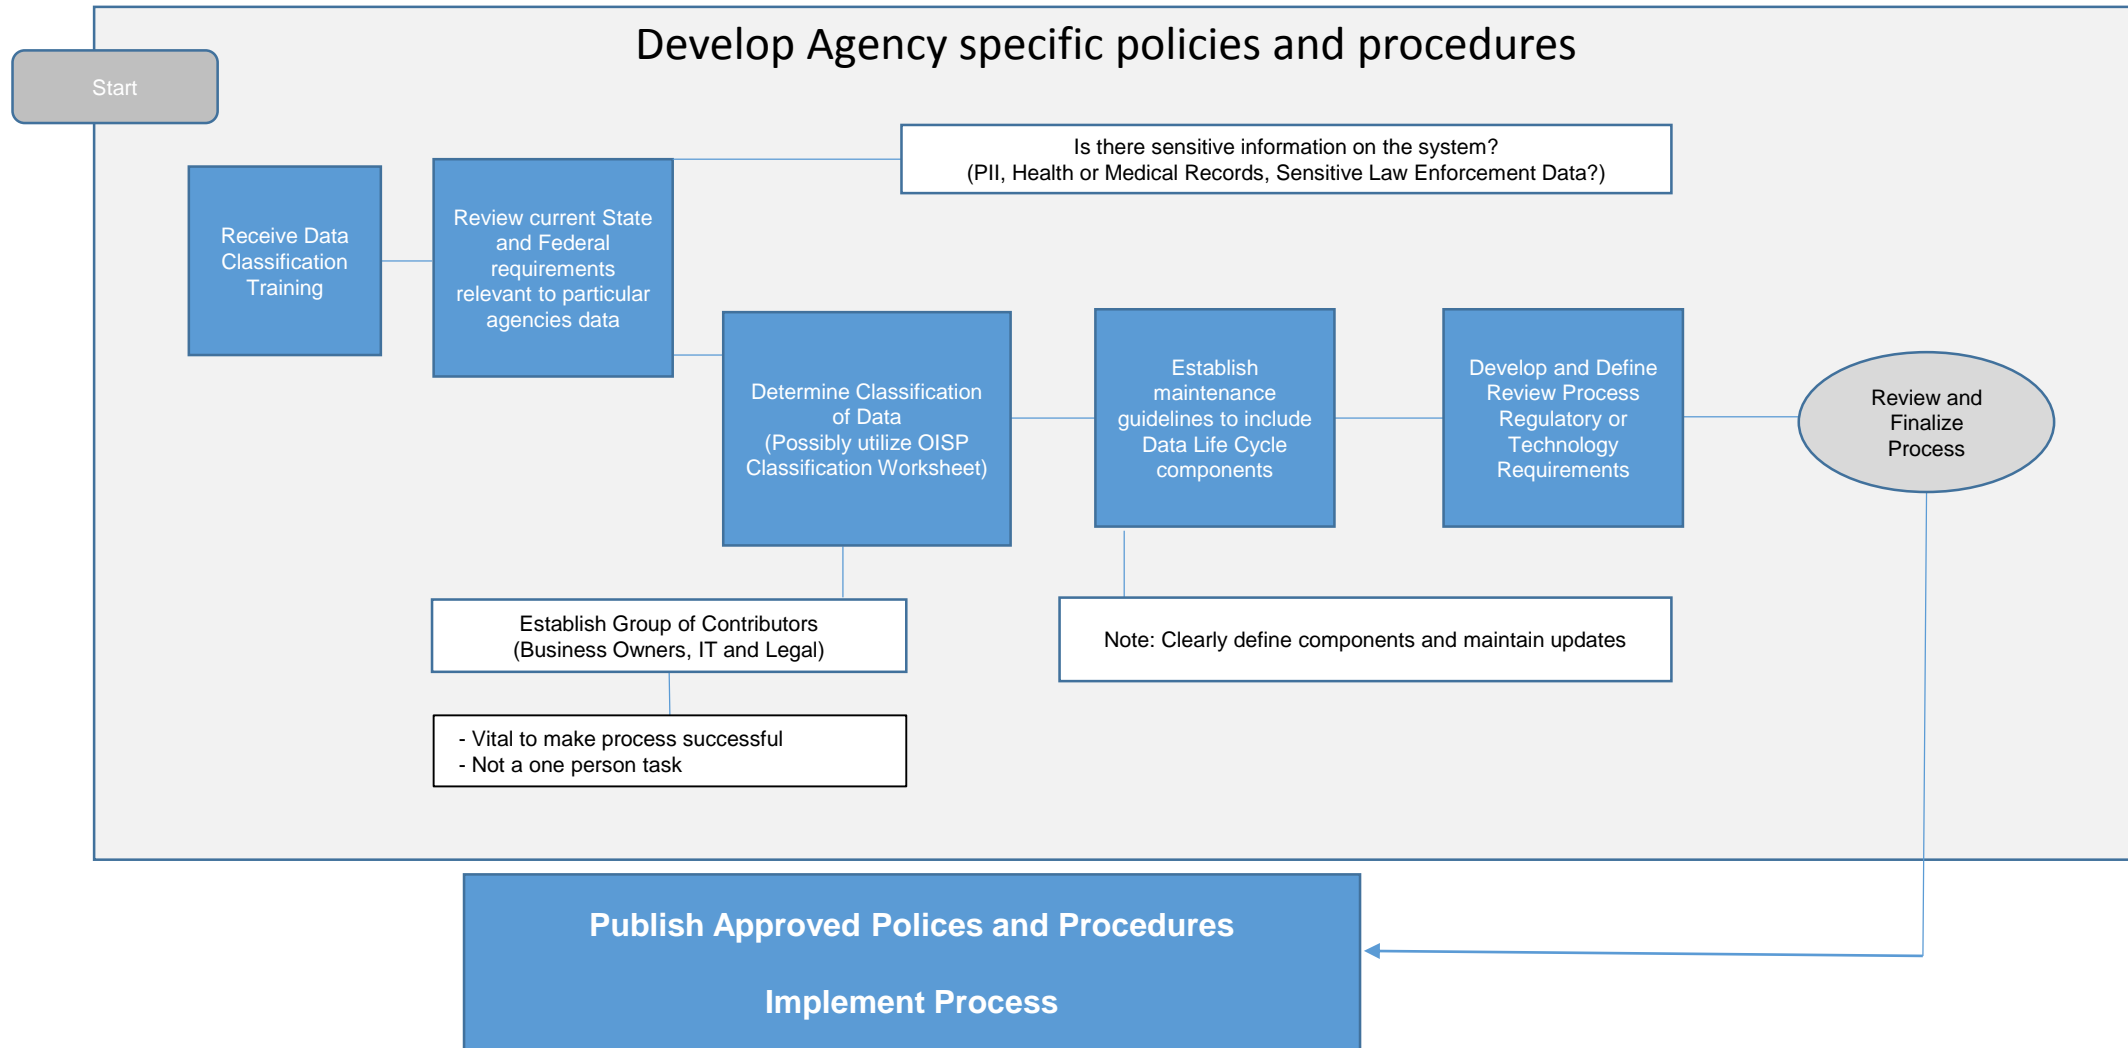 Develop Agency specific policies and procedures
Start
Is there sensitive information on the system?
(PII, Health or Medical Records, Sensitive Law Enforcement Data?)
Receive Data
Classification
Training
Review current State
and Federal
requirements
relevant to particular
agencies data
Determine Classification
of Data
(Possibly utilize OISP
Classification Worksheet)
Establish
maintenance
guidelines to include
Data Life Cycle
components
Develop and Define
Review Process
Regulatory or
Technology
Requirements
Review and
Finalize
Process
Establish Group of Contributors
(Business Owners, IT and Legal)
Note: Clearly define components and maintain updates
- Vital to make process successful
- Not a one person task
Publish Approved Polices and Procedures
Implement Process